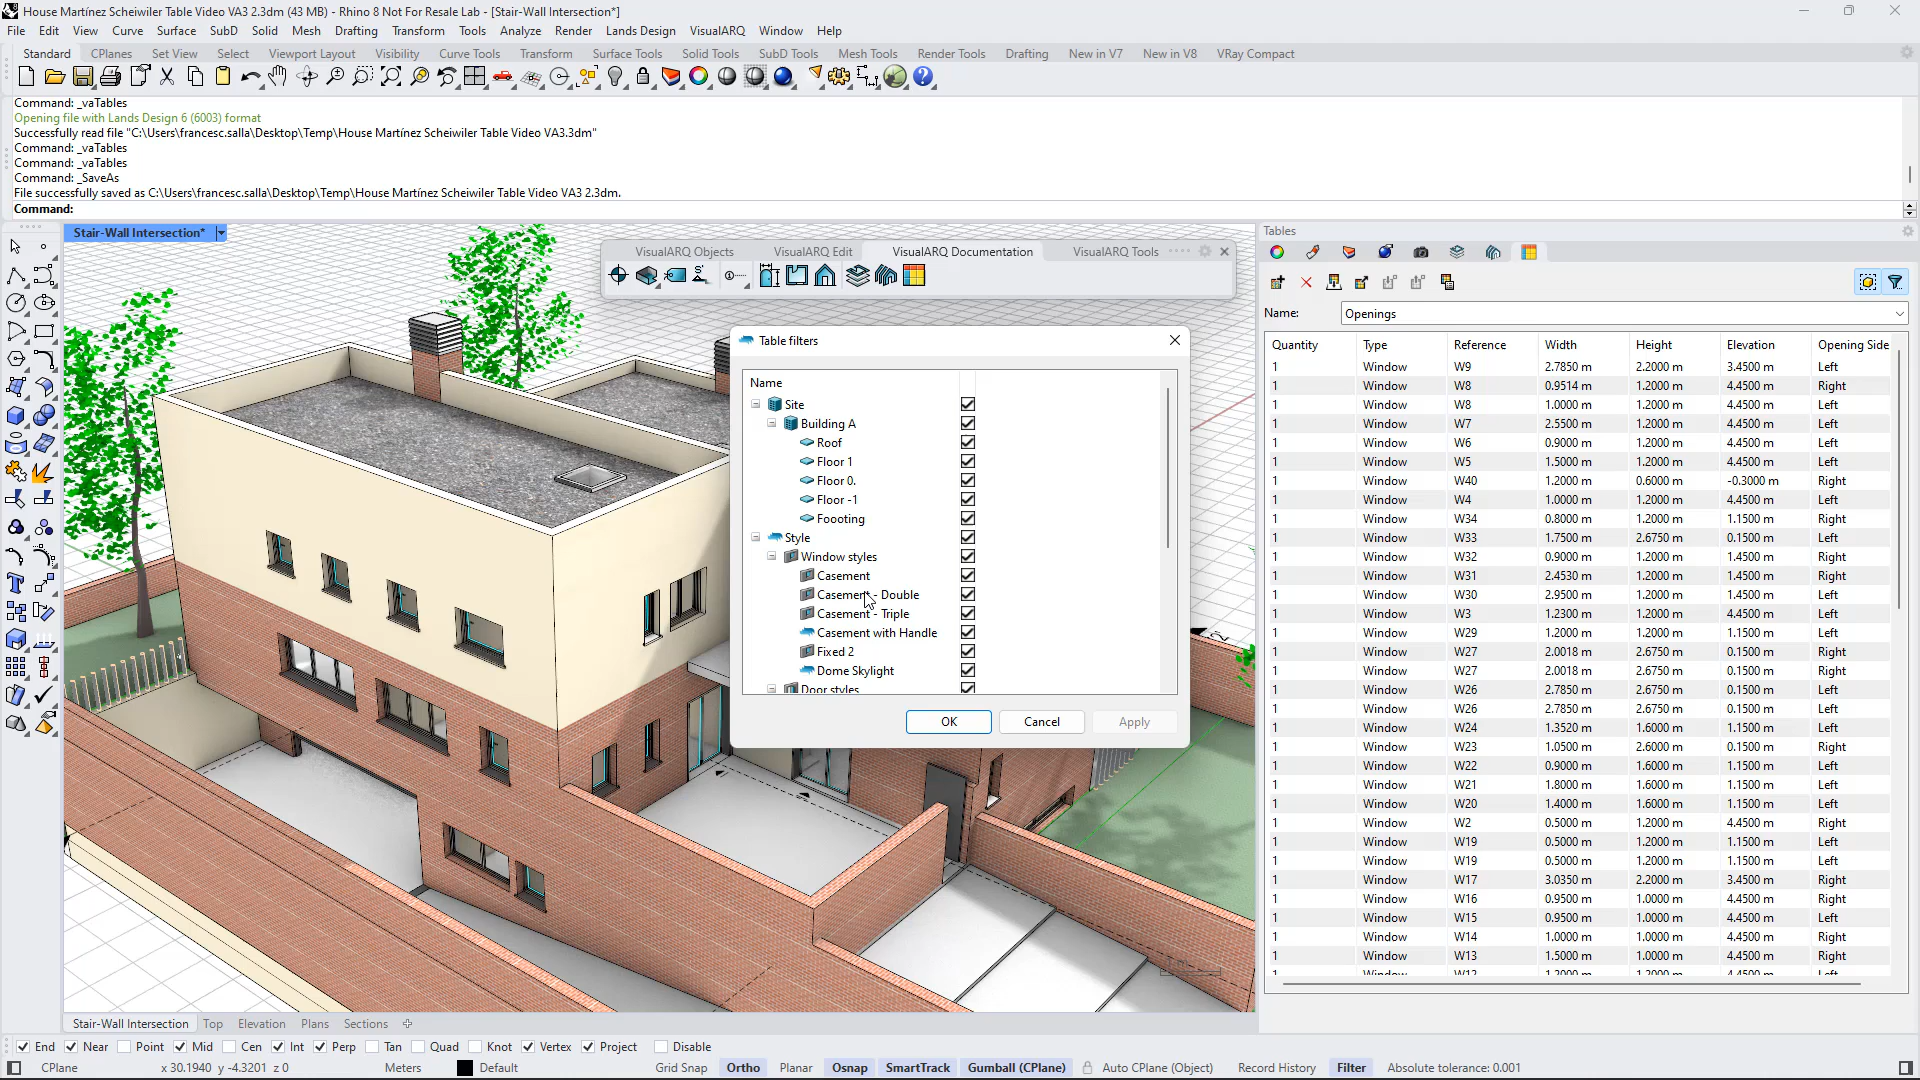 House Martínez Scheiwiler Table Video VA3 2.3dm (43 MB) - Rhino 8 Not For Resale Lab - [Stair-Wall Intersection*]
File Edit View Curve Surface SubD Solid Mesh Drafting Transform Tools Analyze Render Lands Design VisualARQ Window Help
Standard CPlanes Set View Select Viewport Layout Visibility Curve Tools Transform Surface Tools Solid Tools SubD Tools Mesh Tools Render Tools Drafting New in V7 New in V8 VRay Compact
Command: _vaTables
Opening file with Lands Design 6 (6003) format
Successfully read file "C:\Users\francesc.salla\Desktop\Temp\House Martínez Scheiwiler Table Video VA3.3dm"
Command: _vaTables
Command: _vaTables
Command: _SaveAs
File successfully saved as C:\Users\francesc.salla\Desktop\Temp\House Martínez Scheiwiler Table Video VA3 2.3dm.
Command:
Stair-Wall Intersection*
VisualARQ Objects VisualARQ Edit VisualARQ Documentation VisualARQ Tools
Table filters
Name
Site
Building A
Roof
Floor 1
Floor 0.
Floor -1
Foooting
Style
Window styles
Casement
Casement - Double
Casement - Triple
Casement with Handle
Fixed 2
Dome Skylight
Door styles
OK Cancel Apply
Tables
Name: Openings
Quantity Type Reference Width Height Elevation Opening Side
1 Window W9 2.7850 m 2.2000 m 3.4500 m Left
1 Window W8 0.9514 m 1.2000 m 4.4500 m Right
1 Window W8 1.0000 m 1.2000 m 4.4500 m Left
1 Window W7 2.5500 m 1.2000 m 4.4500 m Left
1 Window W6 0.9000 m 1.2000 m 4.4500 m Left
1 Window W5 1.5000 m 1.2000 m 4.4500 m Left
1 Window W40 1.2000 m 0.6000 m -0.3000 m Right
1 Window W4 1.0000 m 1.2000 m 4.4500 m Left
1 Window W34 0.8000 m 1.2000 m 1.1500 m Right
1 Window W33 1.7500 m 2.6750 m 0.1500 m Left
1 Window W32 0.9000 m 1.2000 m 1.4500 m Right
1 Window W31 2.4530 m 1.2000 m 1.4500 m Right
1 Window W30 2.9500 m 1.2000 m 1.4500 m Left
1 Window W3 1.2300 m 1.2000 m 4.4500 m Left
1 Window W29 1.2000 m 1.2000 m 1.1500 m Left
1 Window W27 2.0018 m 2.6750 m 0.1500 m Right
1 Window W27 2.0018 m 2.6750 m 0.1500 m Right
1 Window W26 2.7850 m 2.6750 m 0.1500 m Left
1 Window W26 2.7850 m 2.6750 m 0.1500 m Left
1 Window W24 1.3520 m 1.6000 m 1.1500 m Left
1 Window W23 1.0500 m 2.6000 m 0.1500 m Right
1 Window W22 0.9000 m 1.6000 m 1.1500 m Left
1 Window W21 1.8000 m 1.6000 m 1.1500 m Left
1 Window W20 1.4000 m 1.6000 m 1.1500 m Left
1 Window W2 0.5000 m 1.2000 m 4.4500 m Right
1 Window W19 0.5000 m 1.2000 m 1.1500 m Left
1 Window W19 0.5000 m 1.2000 m 1.1500 m Left
1 Window W17 3.0350 m 2.2000 m 3.4500 m Right
1 Window W16 0.9500 m 1.0000 m 4.4500 m Right
1 Window W15 0.9500 m 1.0000 m 4.4500 m Left
1 Window W14 1.0000 m 1.0000 m 4.4500 m Right
1 Window W13 1.5000 m 1.0000 m 4.4500 m Right
1 Window W12 1.2000 m 1.2000 m 4.4500 m Left
Stair-Wall Intersection Top Elevation Plans Sections
End Near Point Mid Cen Int Perp Tan Quad Knot Vertex Project Disable
CPlane x 30.1940 y -4.3201 z 0 Meters Default Grid Snap Ortho Planar Osnap SmartTrack Gumball (CPlane) Auto CPlane (Object) Record History Filter Absolute tolerance: 0.001